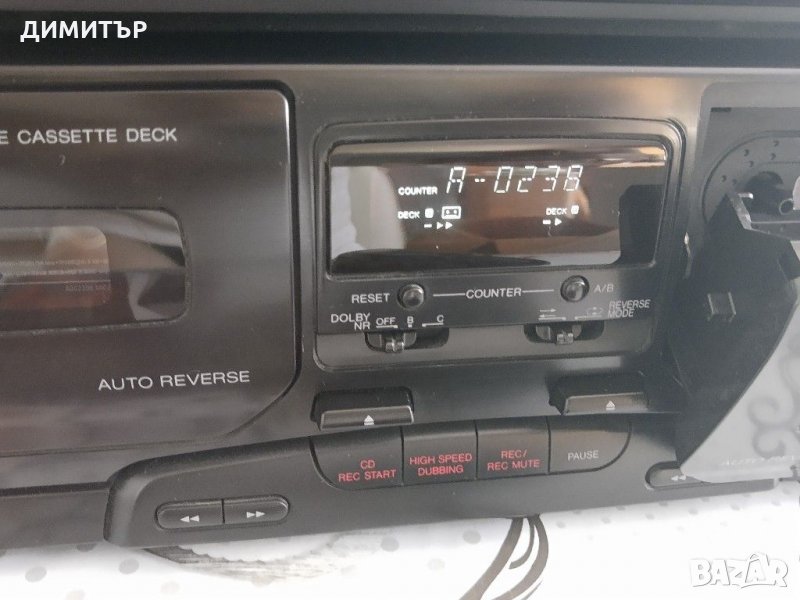 ДИМИТЪР
E CASSETTE DECK
COUNTER A-0238
DECK A
DECK B
RESET COUNTER A/B
DOLBY NR OFF B C
REVERSE MODE
AUTO REVERSE
CD REC START
HIGH SPEED DUBBING
REC/ REC MUTE
PAUSE
BAZAR